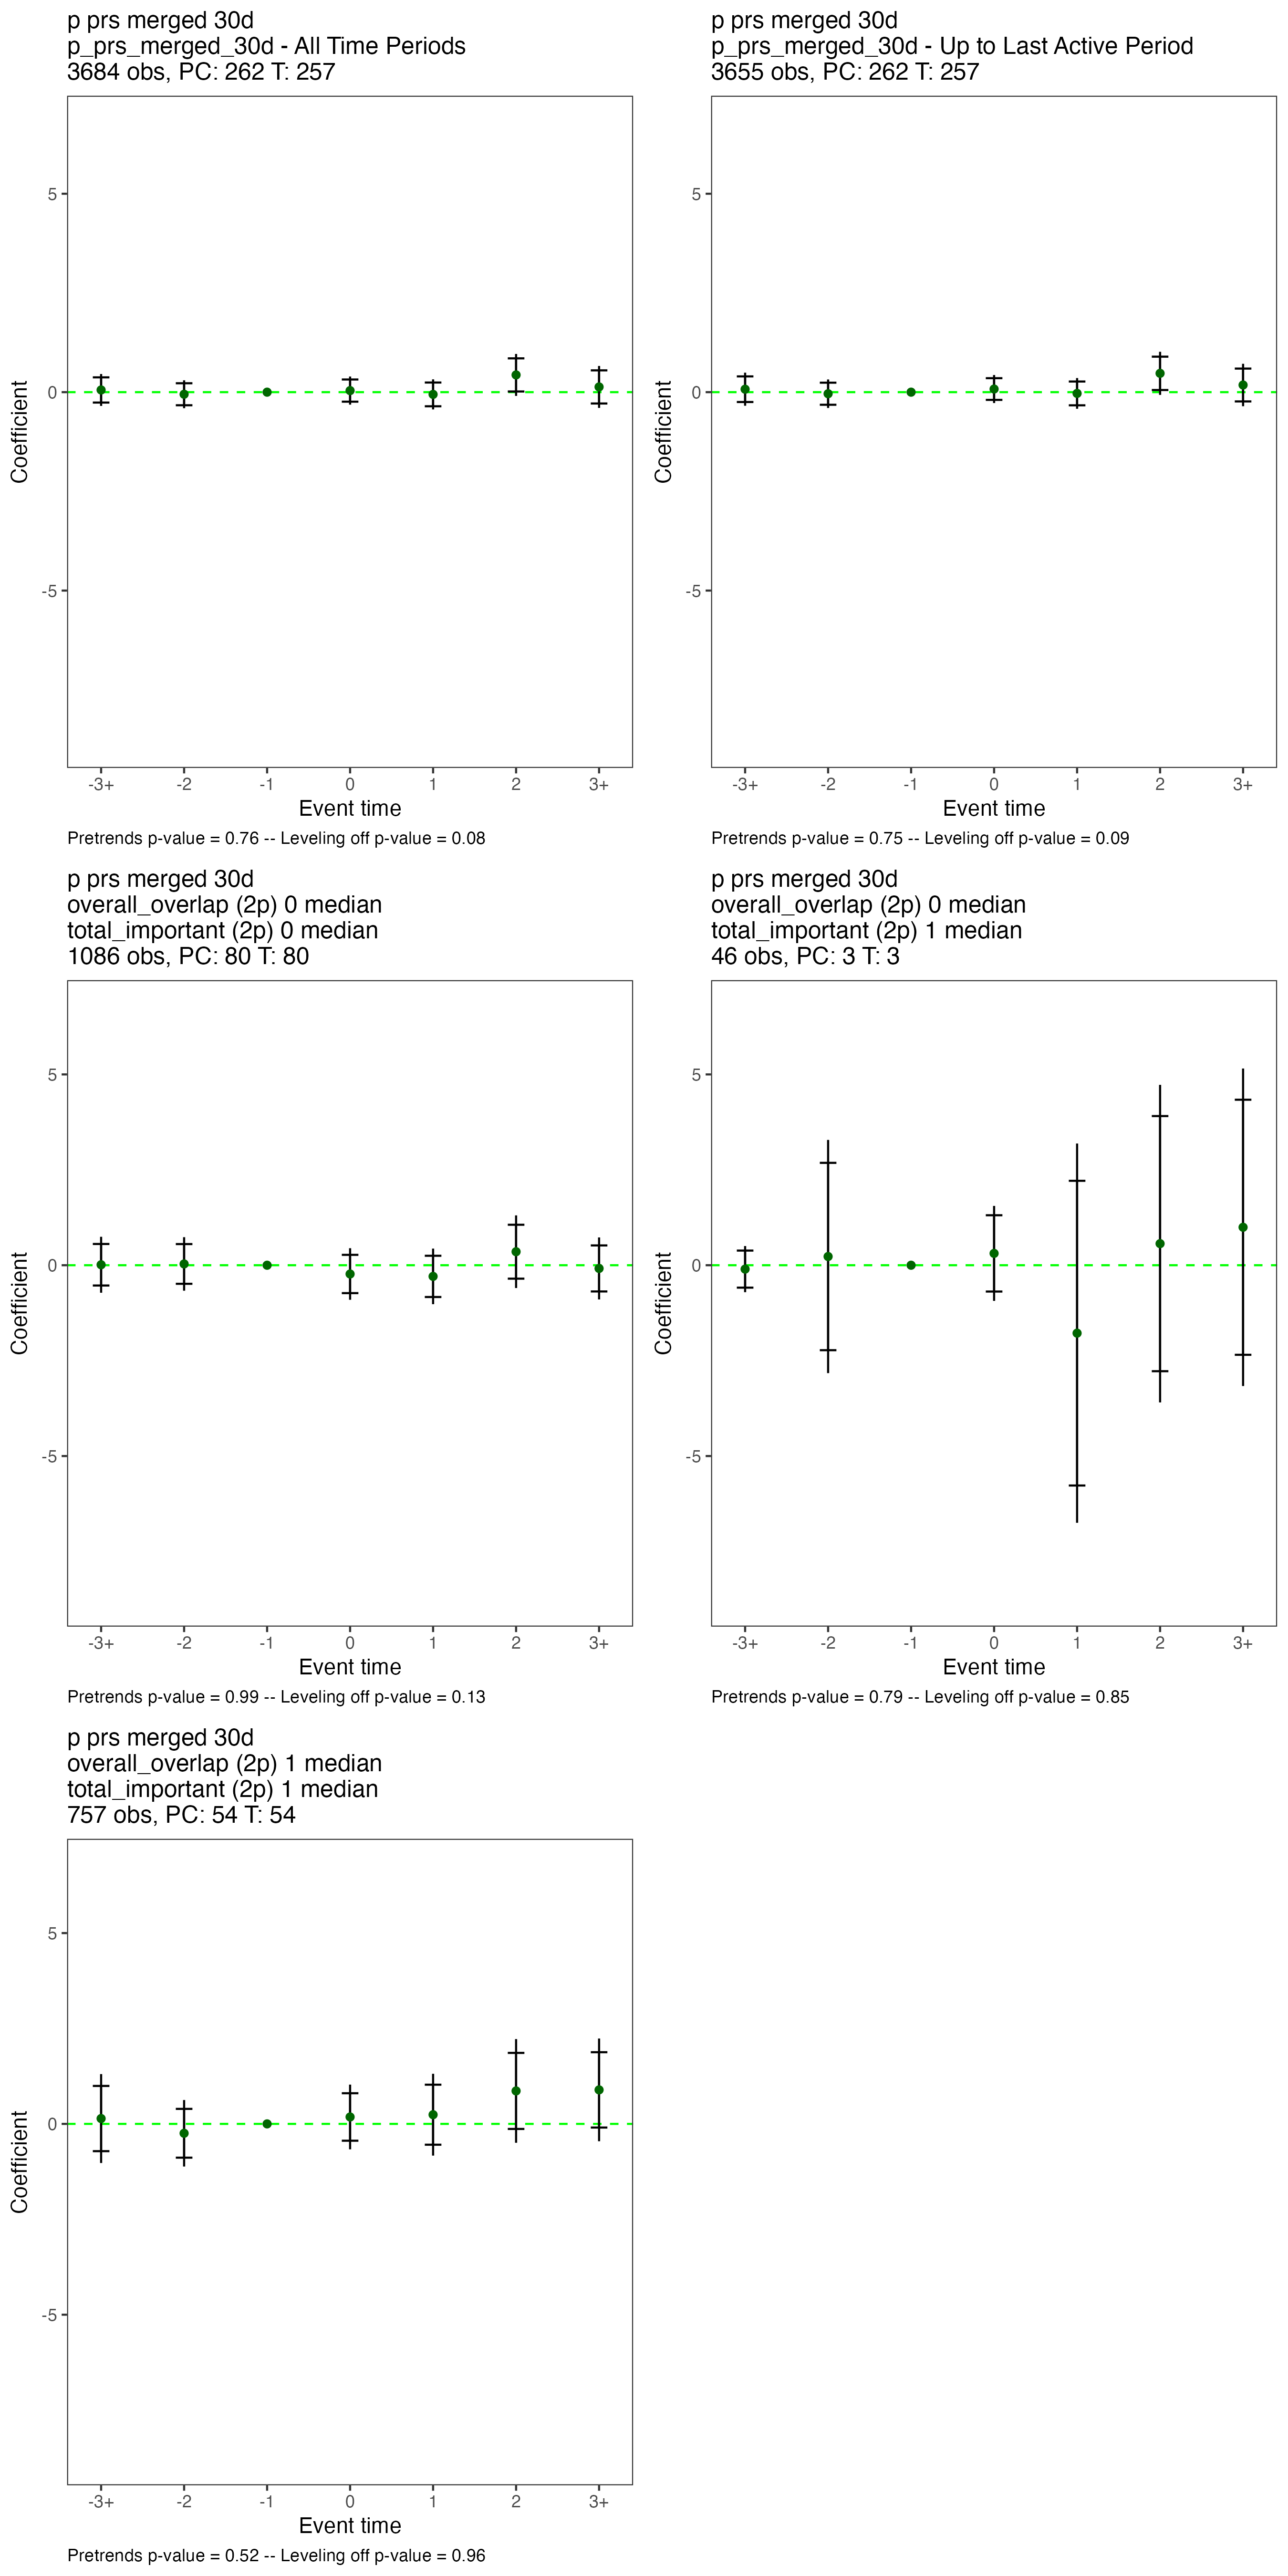 p prs merged 30d
p_prs_merged_30d - All Time Periods
3684 obs, PC: 262 T: 257
5
0
-5
Coefficient
-3+ -2 -1 0 1 2 3+
Event time
Pretrends p-value = 0.76 -- Leveling off p-value = 0.08
p prs merged 30d
p_prs_merged_30d - Up to Last Active Period
3655 obs, PC: 262 T: 257
5
0
-5
Coefficient
-3+ -2 -1 0 1 2 3+
Event time
Pretrends p-value = 0.75 -- Leveling off p-value = 0.09
p prs merged 30d
overall_overlap (2p) 0 median
total_important (2p) 0 median
1086 obs, PC: 80 T: 80
5
0
-5
Coefficient
-3+ -2 -1 0 1 2 3+
Event time
Pretrends p-value = 0.99 -- Leveling off p-value = 0.13
p prs merged 30d
overall_overlap (2p) 0 median
total_important (2p) 1 median
46 obs, PC: 3 T: 3
5
0
-5
Coefficient
-3+ -2 -1 0 1 2 3+
Event time
Pretrends p-value = 0.79 -- Leveling off p-value = 0.85
p prs merged 30d
overall_overlap (2p) 1 median
total_important (2p) 1 median
757 obs, PC: 54 T: 54
5
0
-5
Coefficient
-3+ -2 -1 0 1 2 3+
Event time
Pretrends p-value = 0.52 -- Leveling off p-value = 0.96